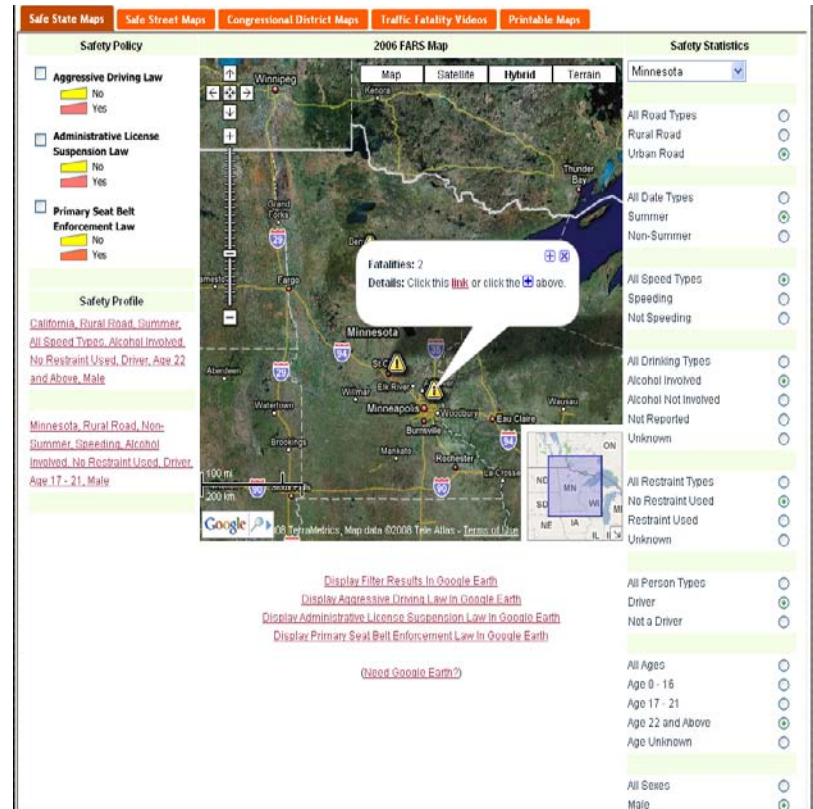 Safe State Maps
Safe Street Maps
Congressional District Maps
Traffic Fatality Videos
Printable Maps
Safety Policy
Aggressive Driving Law
No
Yes
Administrative License
Suspension Law
No
Yes
Primary Seat Belt
Enforcement Law
No
Yes
Safety Profile
California, Rural Road, Summer,
All Speed Types, Alcohol Involved,
No Restraint Used, Driver, Age 22
and Above, Male
Minnesota, Rural Road, Non-
Summer, Speeding, Alcohol
Involved, No Restraint Used, Driver,
Age 17 - 21, Male
2006 FARS Map
Map
Satellite
Hybrid
Terrain
Winnipeg
Kenora
Thunder
Bay
Grand
Forks
29
Fargo
Fatalities: 2
Details: Click this link or click the above.
Minnesota
94
35
Aberdeen
29
Willmar
Elk River
Minneapolis
Woodbury
Wausau
Eau Claire
Watertown
Burnsville
94
Brookings
Mankato
Rochester
La Crosse
100 mi
200 km
90
90
Google
TerraMetrics, Map data ©2008 Tele Atlas - Terms of Use
ON
ND
MN
SD
WI
MI
NE
IA
IL
Display Filter Results In Google Earth
Display Aggressive Driving Law In Google Earth
Display Administrative License Suspension Law In Google Earth
Display Primary Seat Belt Enforcement Law In Google Earth
(Need Google Earth?)
Safety Statistics
Minnesota
All Road Types
Rural Road
Urban Road
All Date Types
Summer
Non-Summer
All Speed Types
Speeding
Not Speeding
All Drinking Types
Alcohol Involved
Alcohol Not Involved
Not Reported
Unknown
All Restraint Types
No Restraint Used
Restraint Used
Unknown
All Person Types
Driver
Not a Driver
All Ages
Age 0 - 16
Age 17 - 21
Age 22 and Above
Age Unknown
All Sexes
Male